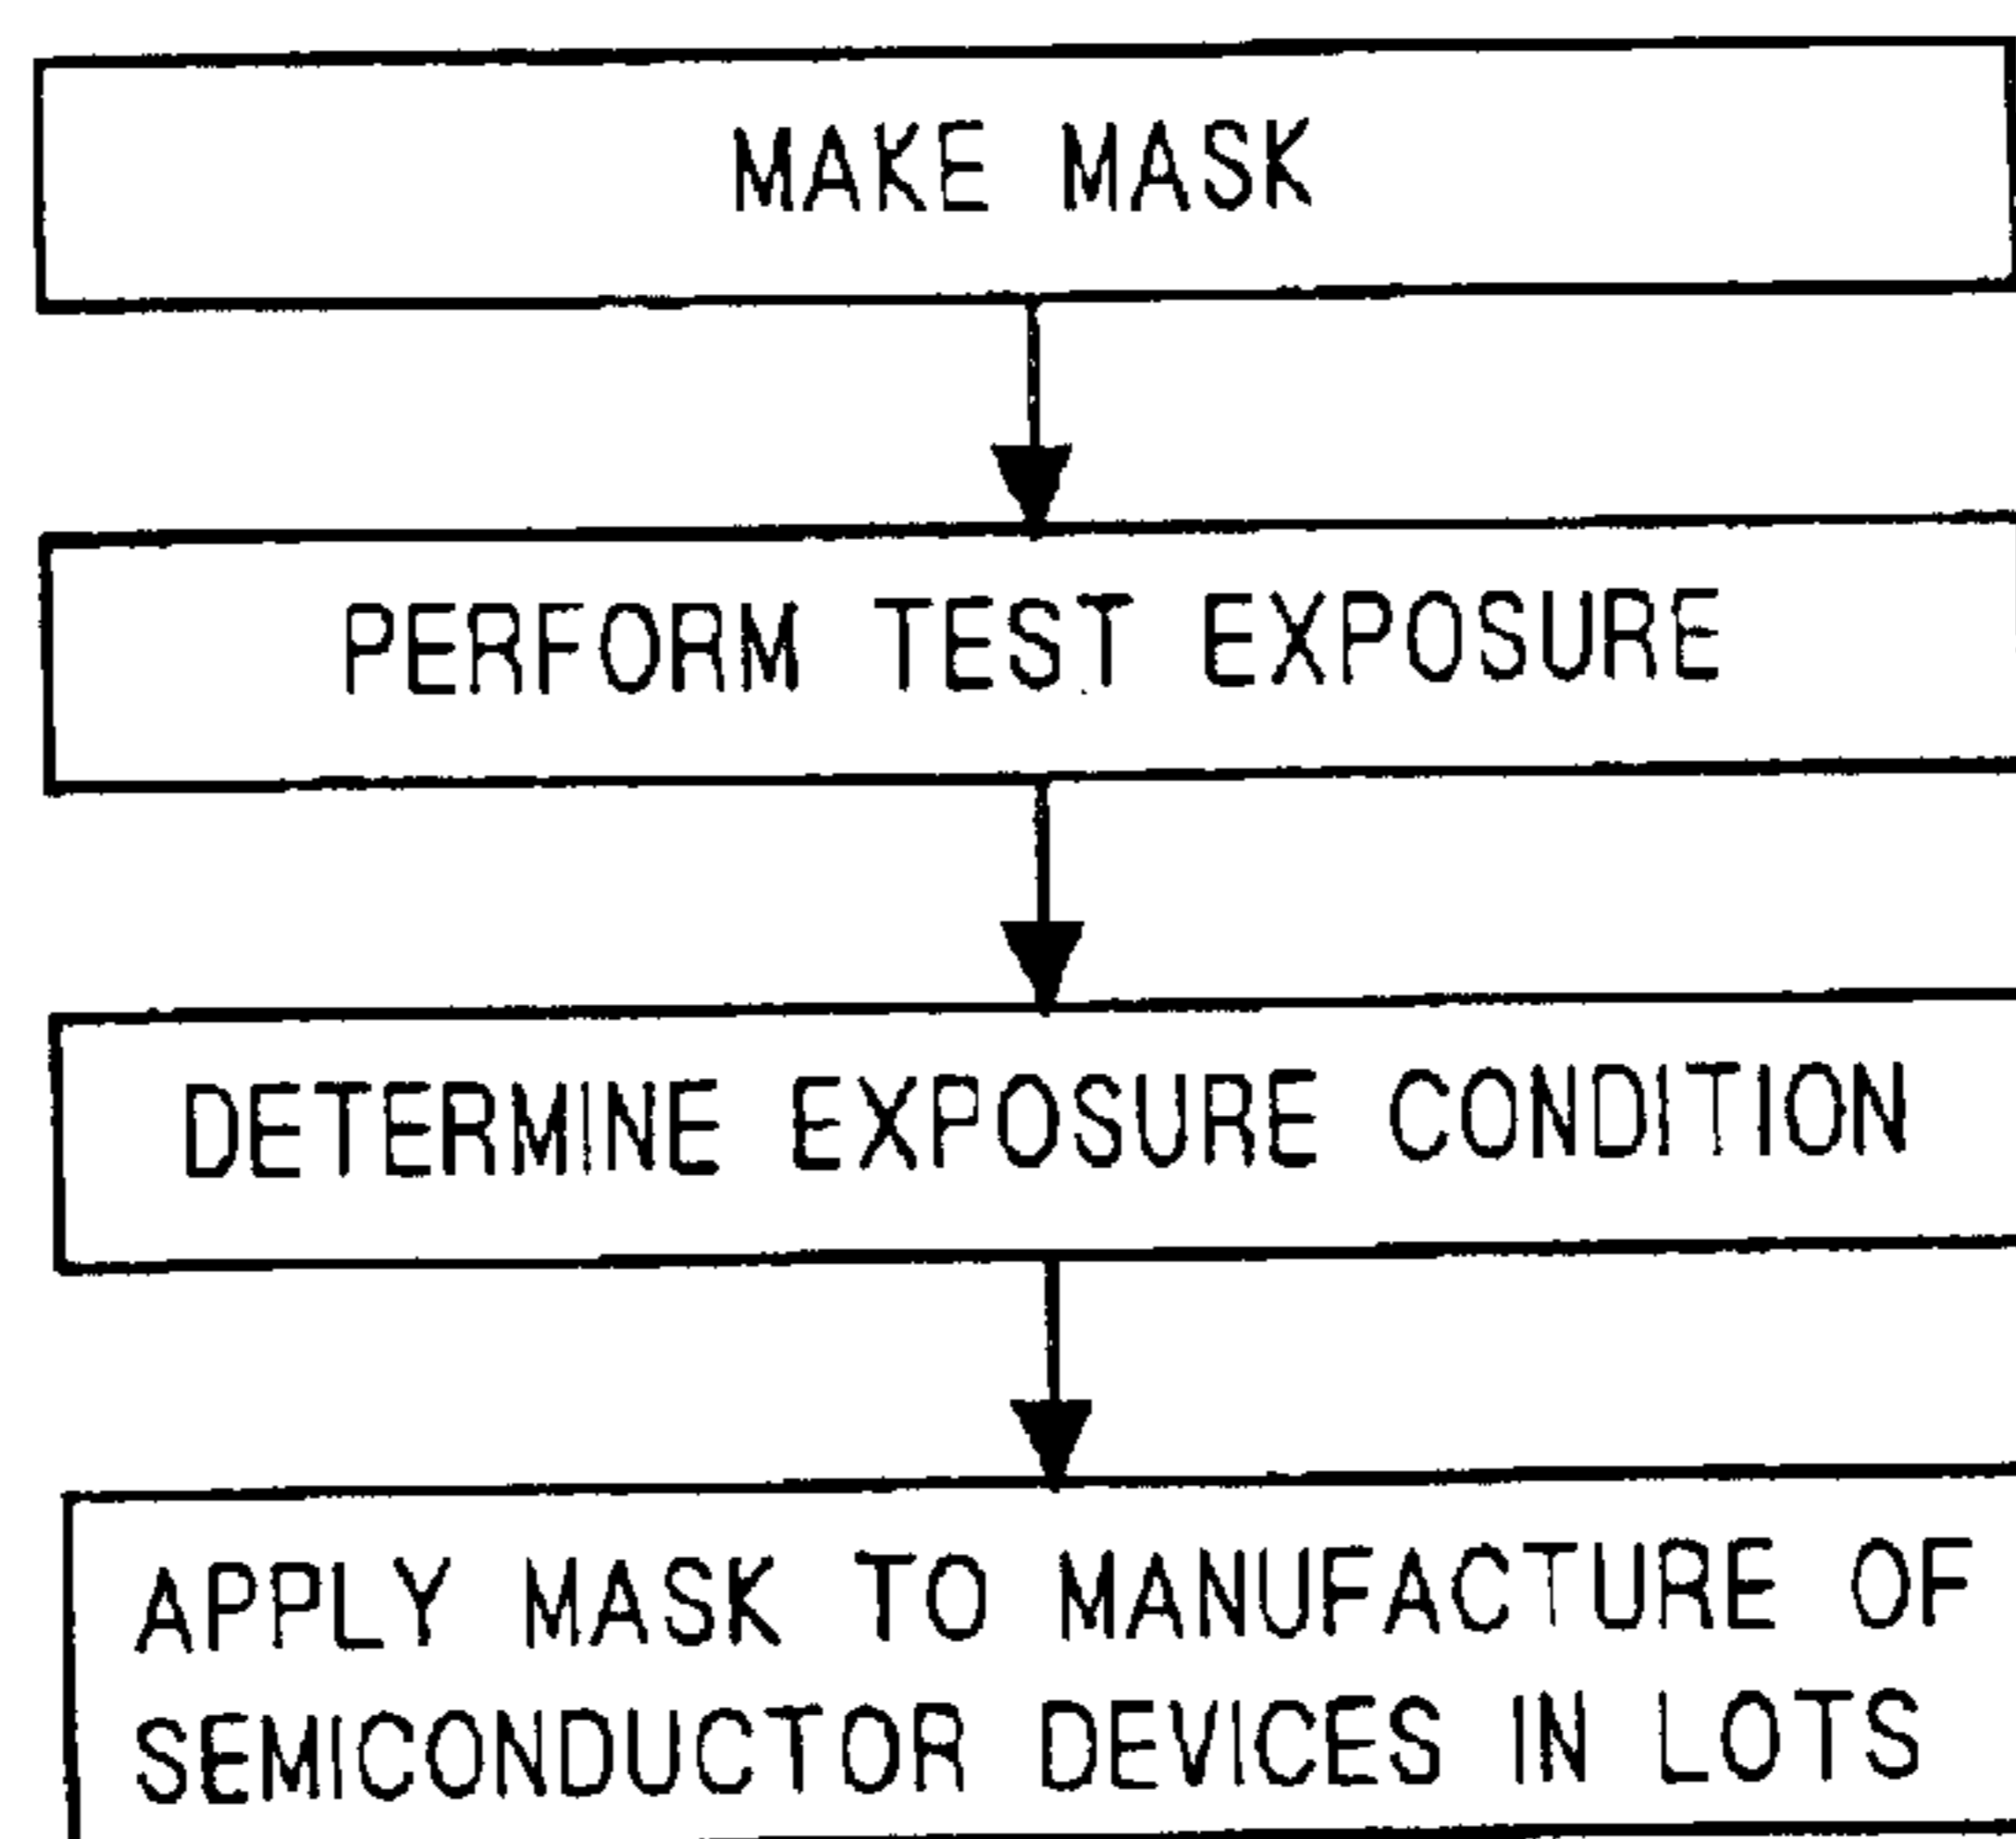 MAKE MASK
PERFORM TEST EXPOSURE
DETERMINE EXPOSURE CONDITION
APPLY MASK TO MANUFACTURE OF
SEMICONDUCTOR DEVICES IN LOTS